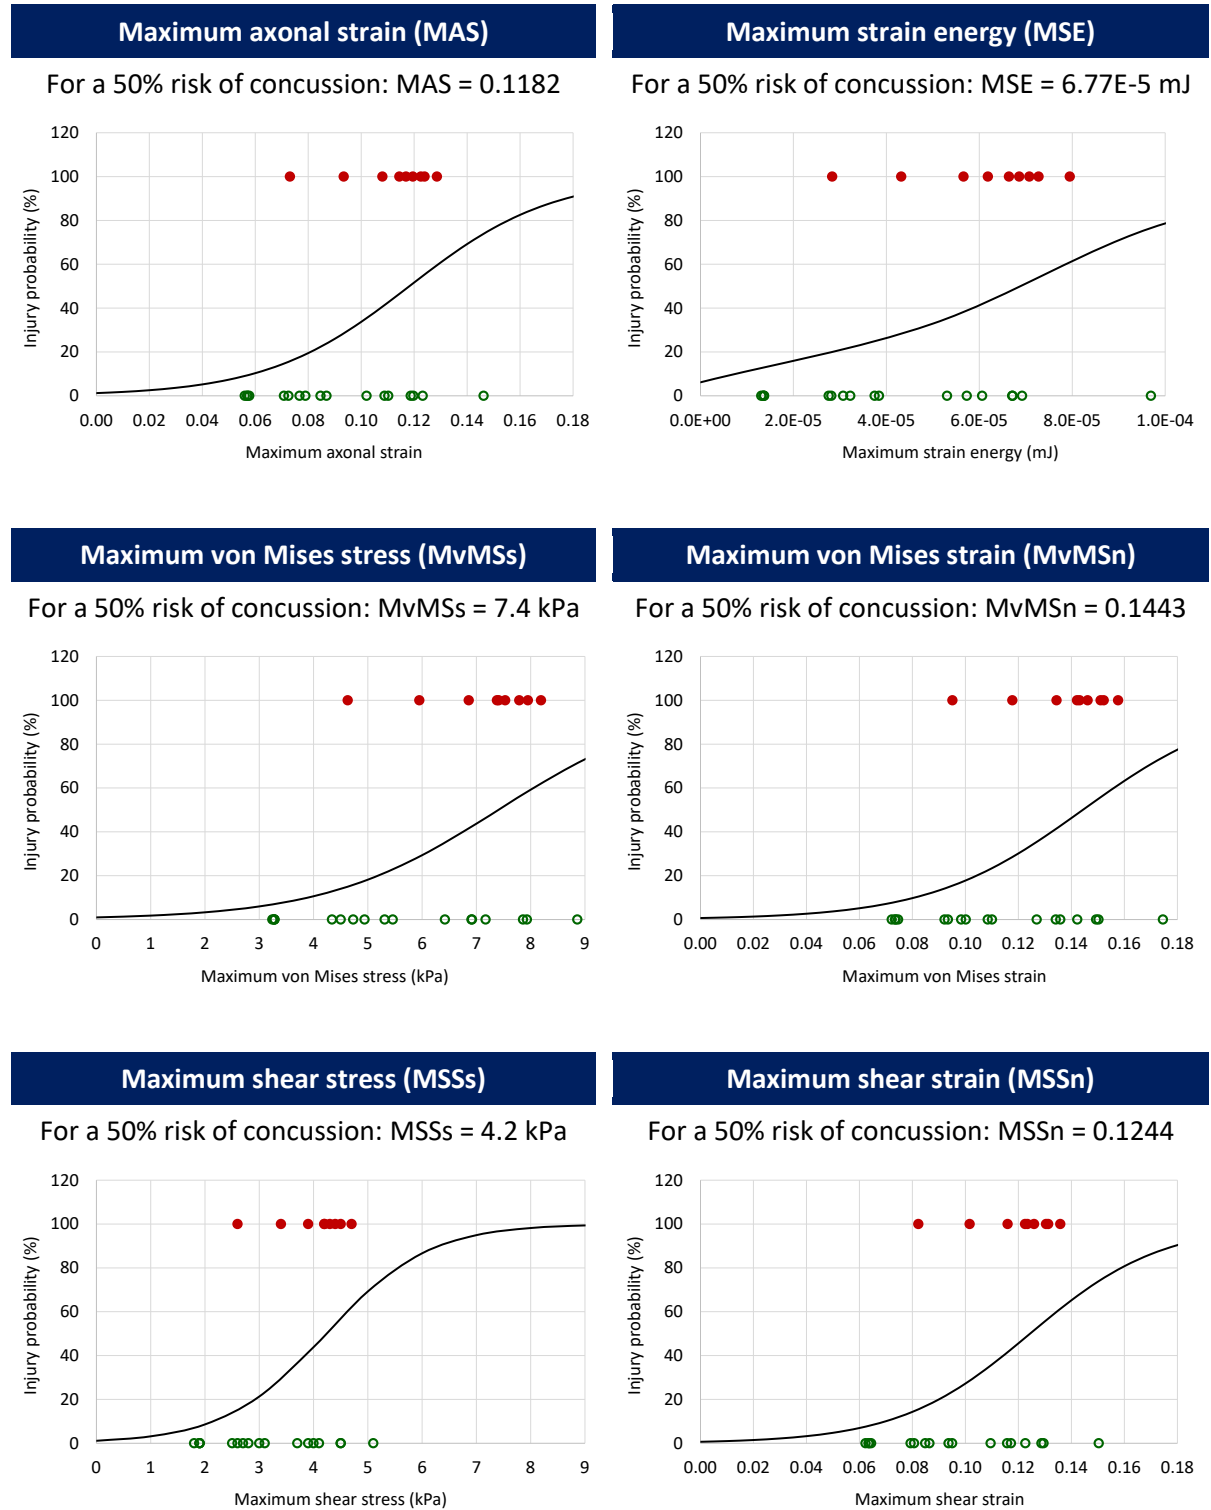 Maximum axonal strain (MAS)
For a 50% risk of concussion: MAS = 0.1182
120
100
80
60
40
20
0
Injury probability (%)
0.00 0.02 0.04 0.06 0.08 0.10 0.12 0.14 0.16 0.18
Maximum axonal strain
Maximum strain energy (MSE)
For a 50% risk of concussion: MSE = 6.77E-5 mJ
120
100
80
60
40
20
0
Injury probability (%)
0.0E+00 2.0E-05 4.0E-05 6.0E-05 8.0E-05 1.0E-04
Maximum strain energy (mJ)
Maximum von Mises stress (MvMSs)
For a 50% risk of concussion: MvMSs = 7.4 kPa
120
100
80
60
40
20
0
Injury probability (%)
0 1 2 3 4 5 6 7 8 9
Maximum von Mises stress (kPa)
Maximum von Mises strain (MvMSn)
For a 50% risk of concussion: MvMSn = 0.1443
120
100
80
60
40
20
0
Injury probability (%)
0.00 0.02 0.04 0.06 0.08 0.10 0.12 0.14 0.16 0.18
Maximum von Mises strain
Maximum shear stress (MSSs)
For a 50% risk of concussion: MSSs = 4.2 kPa
120
100
80
60
40
20
0
Injury probability (%)
0 1 2 3 4 5 6 7 8 9
Maximum shear stress (kPa)
Maximum shear strain (MSSn)
For a 50% risk of concussion: MSSn = 0.1244
120
100
80
60
40
20
0
Injury probability (%)
0.00 0.02 0.04 0.06 0.08 0.10 0.12 0.14 0.16 0.18
Maximum shear strain